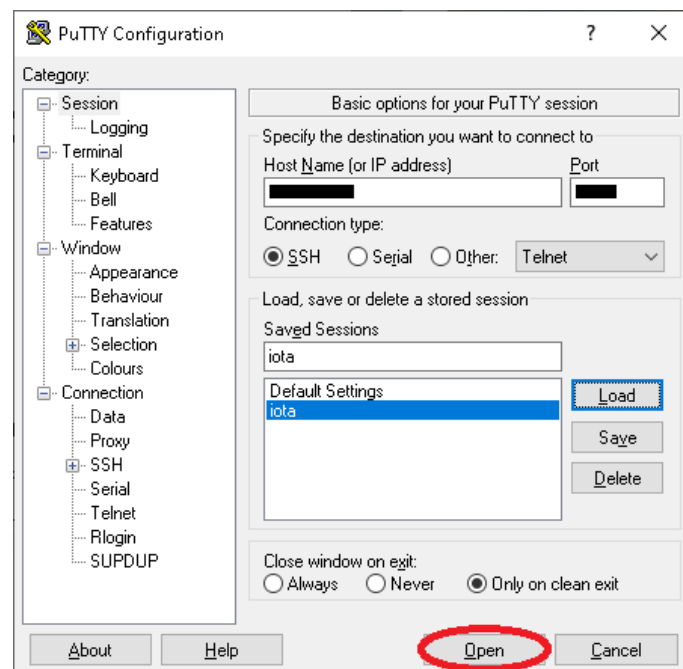 PuTTY Configuration
?
Category:
Session
Logging
Terminal
Keyboard
Bell
Features
Window
Appearance
Behaviour
Translation
Selection
Colours
Connection
Data
Proxy
SSH
Serial
Telnet
Rlogin
SUPDUP
Basic options for your PuTTY session
Specify the destination you want to connect to
Host Name (or IP address) Port
Connection type:
SSH Serial Other: Telnet
Load, save or delete a stored session
Saved Sessions
iota
Default Settings
iota
Load
Save
Delete
Close window on exit:
Always Never Only on clean exit
About Help Open Cancel